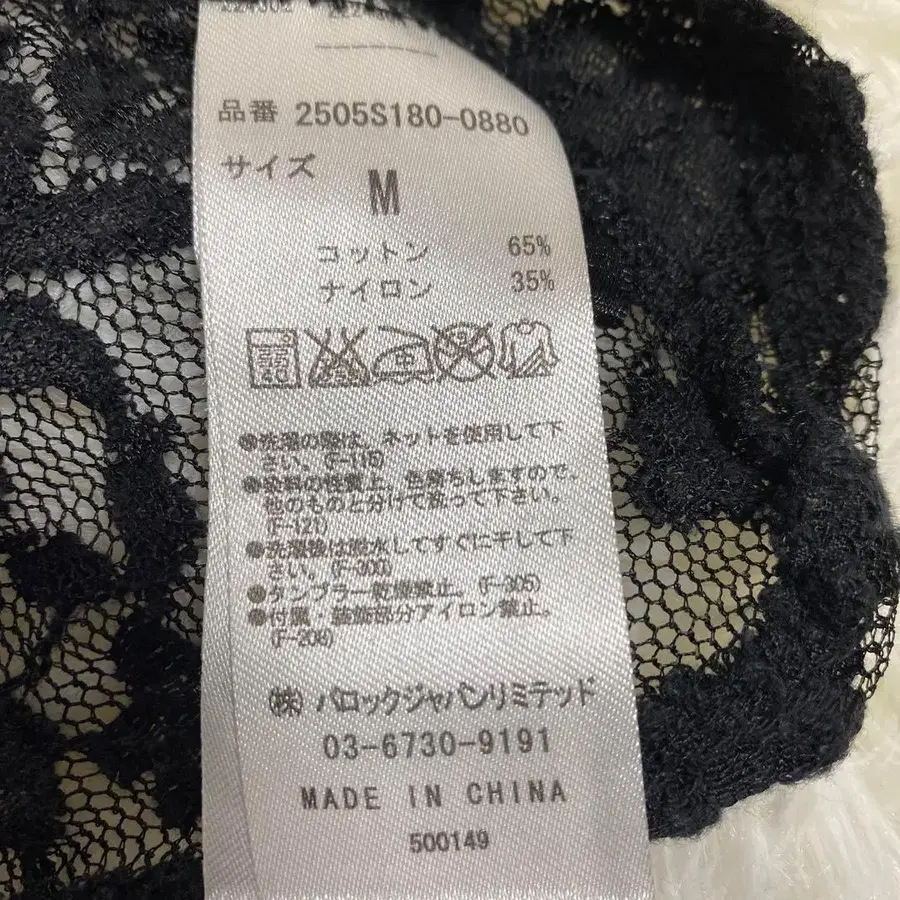 品番 2505S180-0880
サイズ
M
コットン 65%
ナイロン 35%
●洗濯の際は、ネットを使用して下
さい。(F-115)
●染料の性質上、色落ちしますので、
他のものと分けて洗って下さい。
(F-121)
●洗濯後は脱水してすぐに干して下
さい。(F-300)
●タンブラー乾燥禁止。(F-305)
●付属・装飾部分アイロン禁止。
(F-208)
㈱ バロックジャパンリミテッド
03-6730-9191
MADE IN CHINA
500149